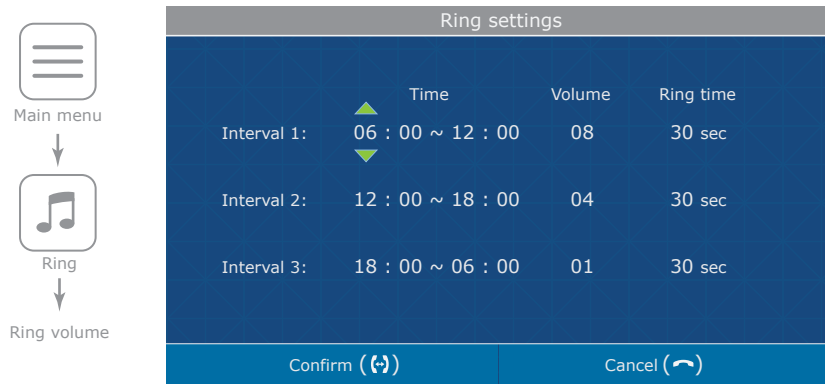 Main menu
Ring
Ring volume
Ring settings
Time Volume Ring time
Interval 1: 06 : 00 ~ 12 : 00 08 30 sec
Interval 2: 12 : 00 ~ 18 : 00 04 30 sec
Interval 3: 18 : 00 ~ 06 : 00 01 30 sec
Confirm ( ) Cancel ( )